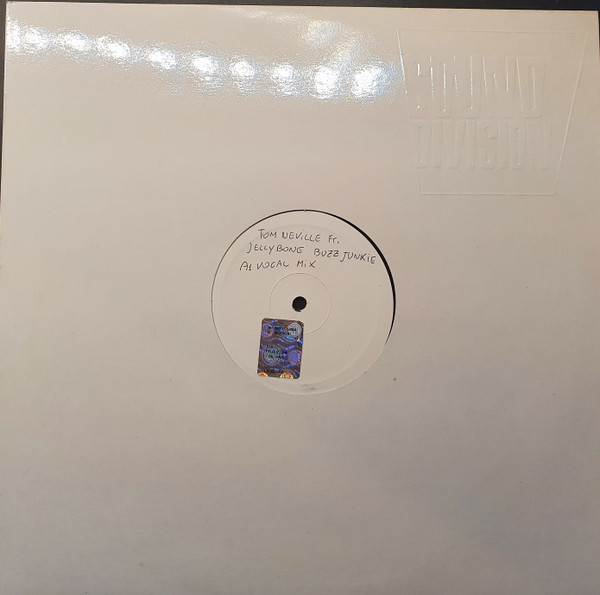 SOUND
DIVISION
TOM NEVILLE Ft.
JELLYBONE BUZZ JUNKIE
A1 VOCAL MiX